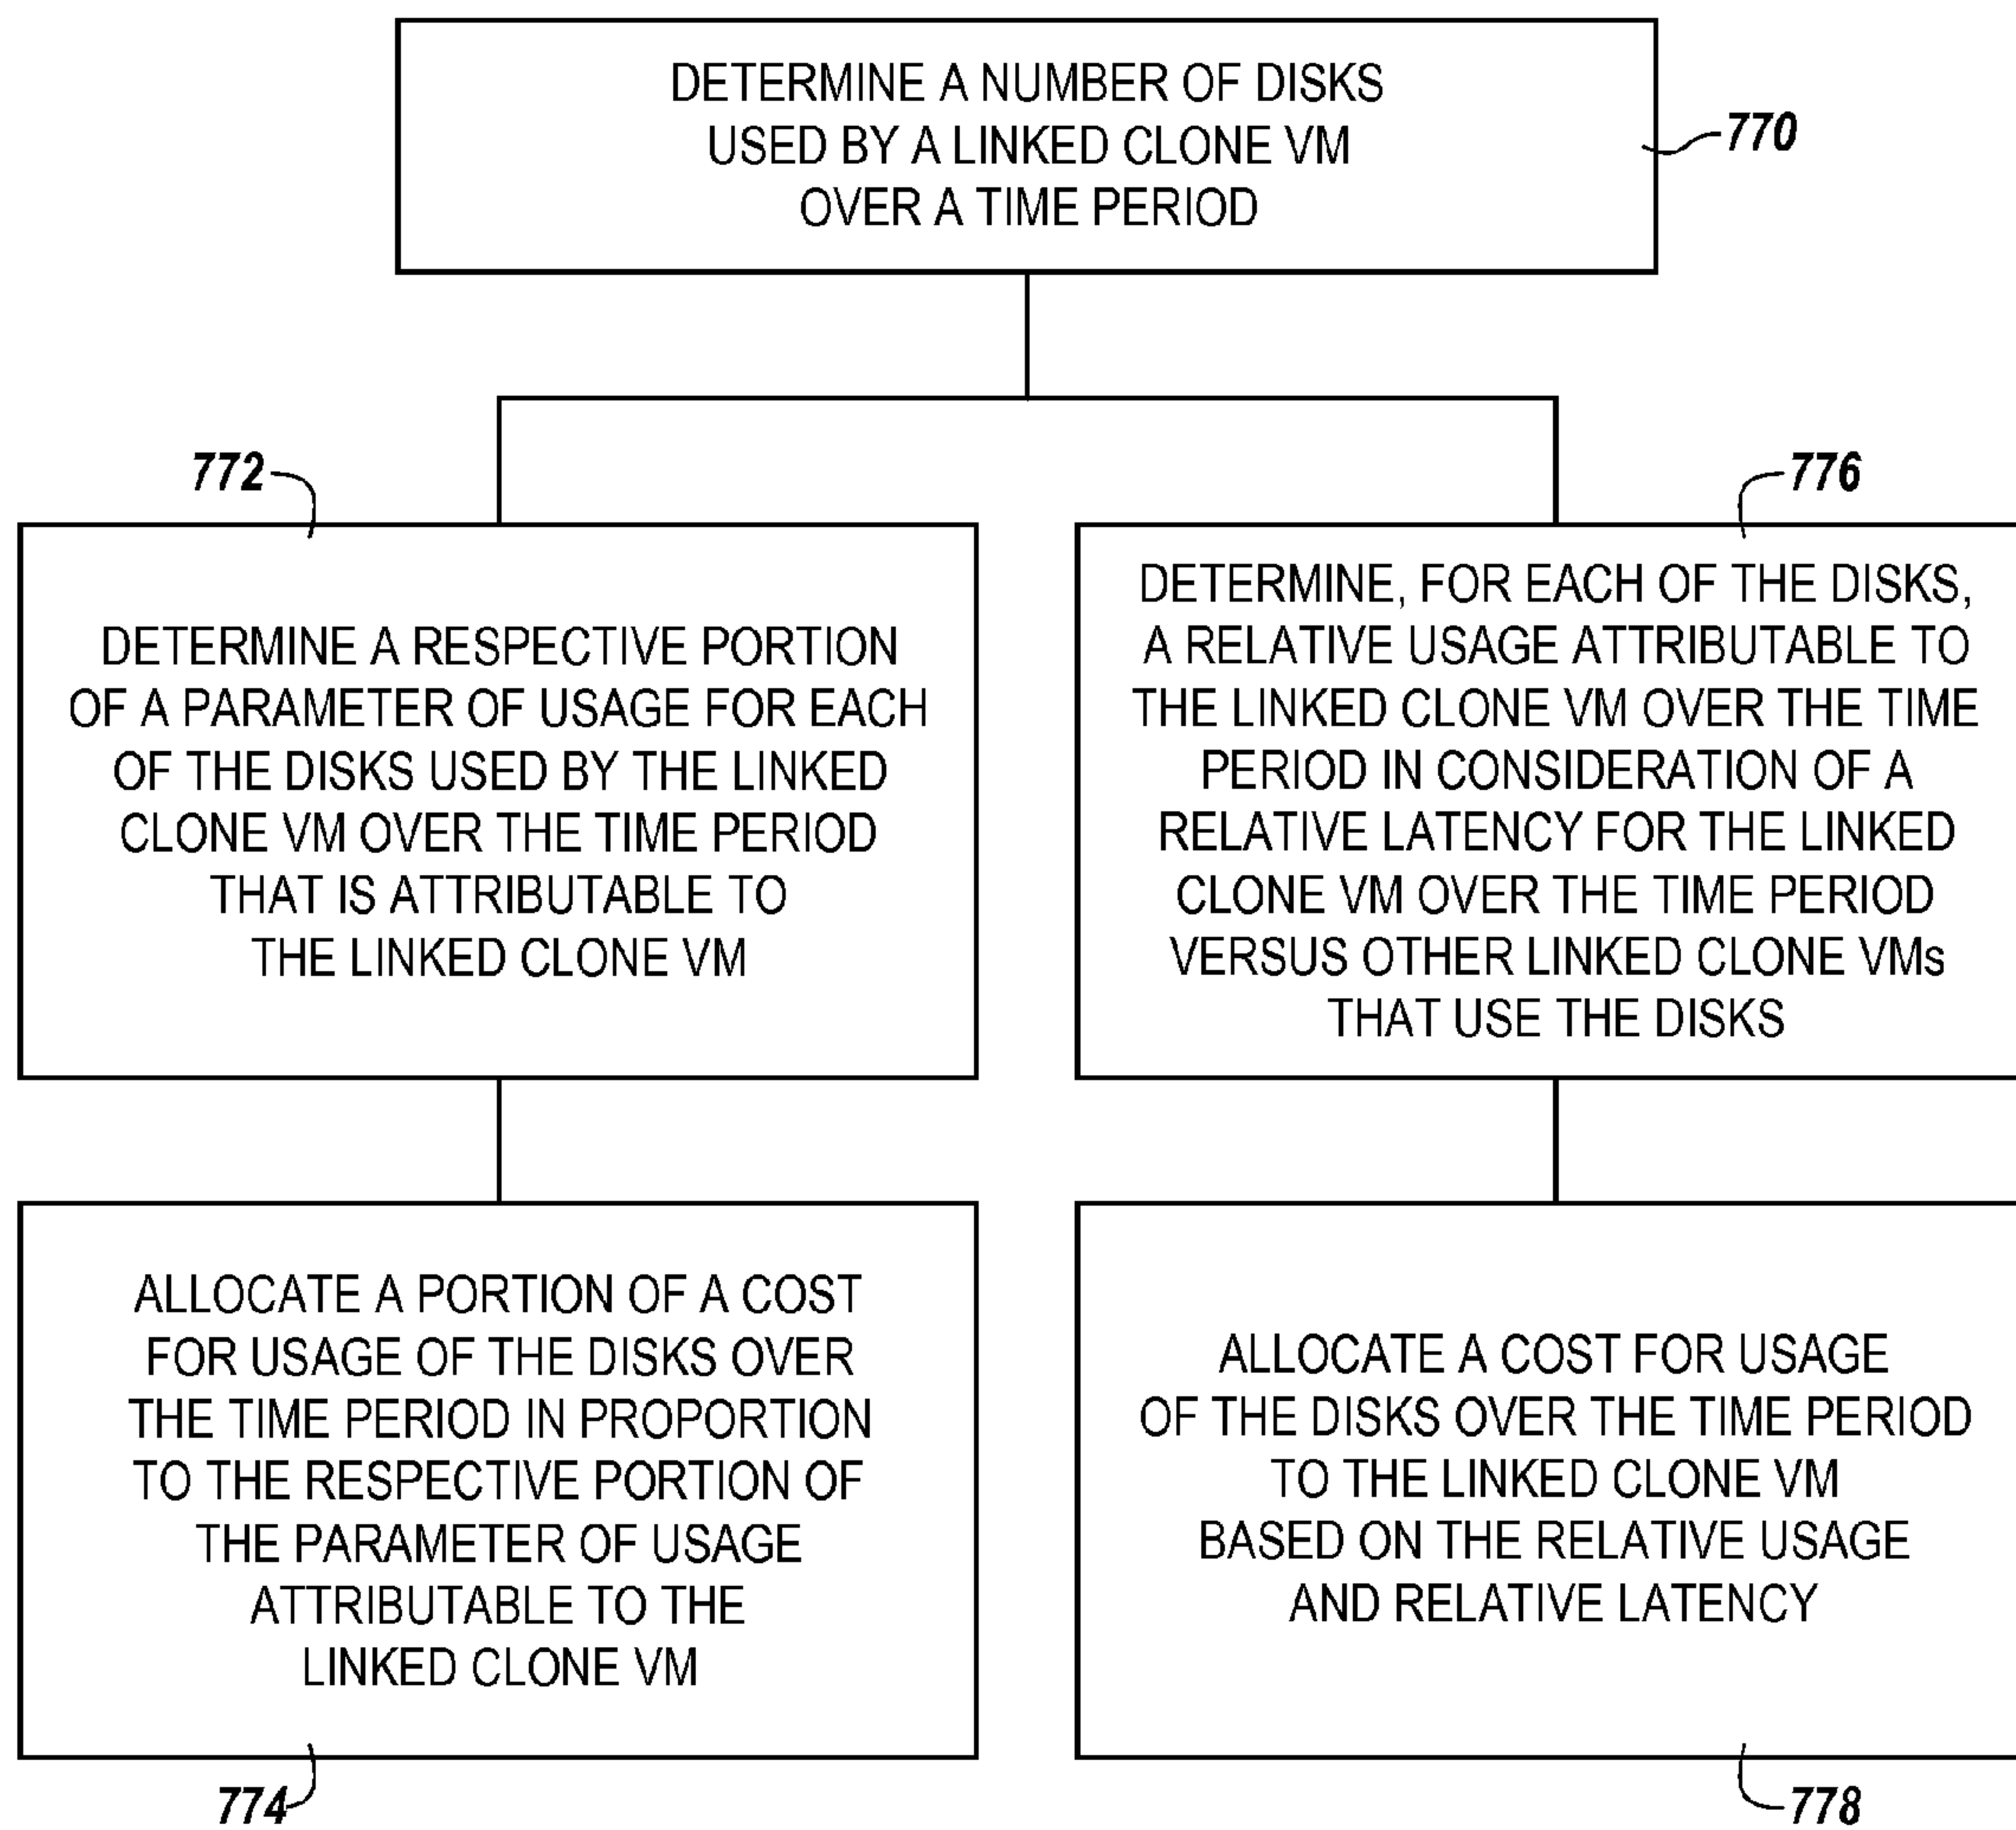 DETERMINE A NUMBER OF DISKS
USED BY A LINKED CLONE VM
OVER A TIME PERIOD
770
772
DETERMINE A RESPECTIVE PORTION
OF A PARAMETER OF USAGE FOR EACH
OF THE DISKS USED BY THE LINKED
CLONE VM OVER THE TIME PERIOD
THAT IS ATTRIBUTABLE TO
THE LINKED CLONE VM
776
DETERMINE, FOR EACH OF THE DISKS,
A RELATIVE USAGE ATTRIBUTABLE TO
THE LINKED CLONE VM OVER THE TIME
PERIOD IN CONSIDERATION OF A
RELATIVE LATENCY FOR THE LINKED
CLONE VM OVER THE TIME PERIOD
VERSUS OTHER LINKED CLONE VMs
THAT USE THE DISKS
ALLOCATE A PORTION OF A COST
FOR USAGE OF THE DISKS OVER
THE TIME PERIOD IN PROPORTION
TO THE RESPECTIVE PORTION OF
THE PARAMETER OF USAGE
ATTRIBUTABLE TO THE
LINKED CLONE VM
774
ALLOCATE A COST FOR USAGE
OF THE DISKS OVER THE TIME PERIOD
TO THE LINKED CLONE VM
BASED ON THE RELATIVE USAGE
AND RELATIVE LATENCY
778